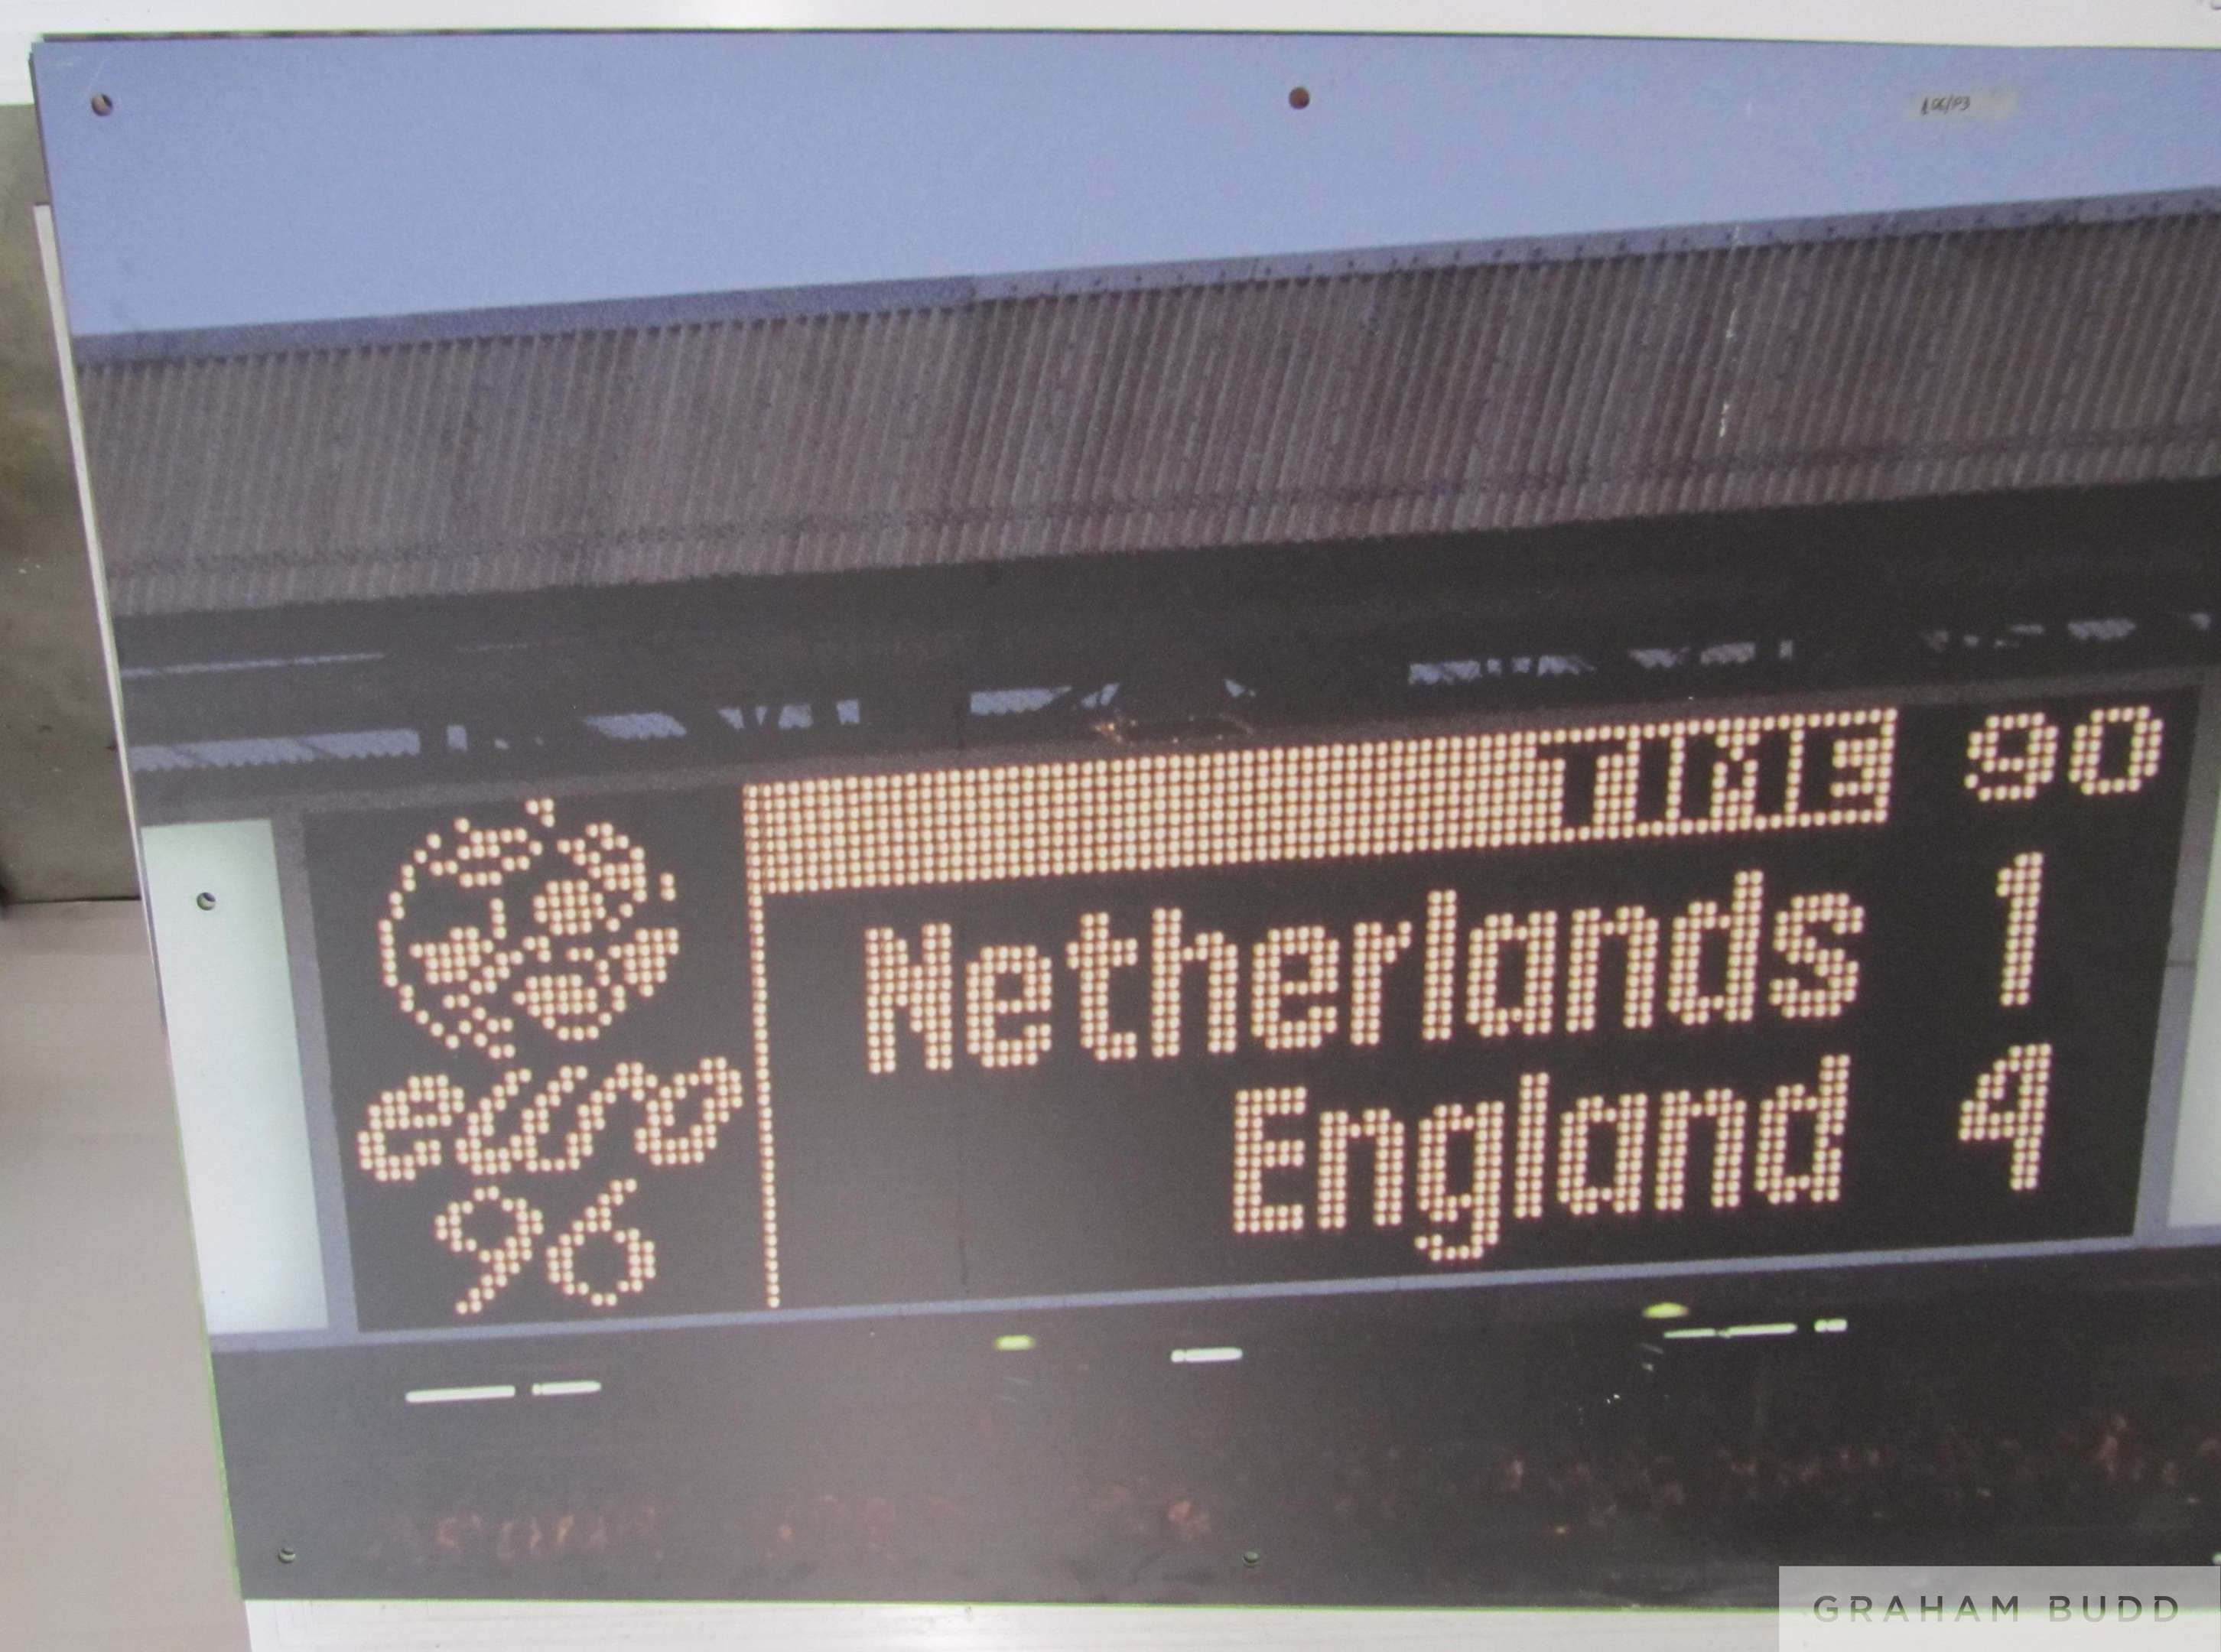 TIME 90
Netherlands 1
England 4
euro
96
GRAHAM BUDD